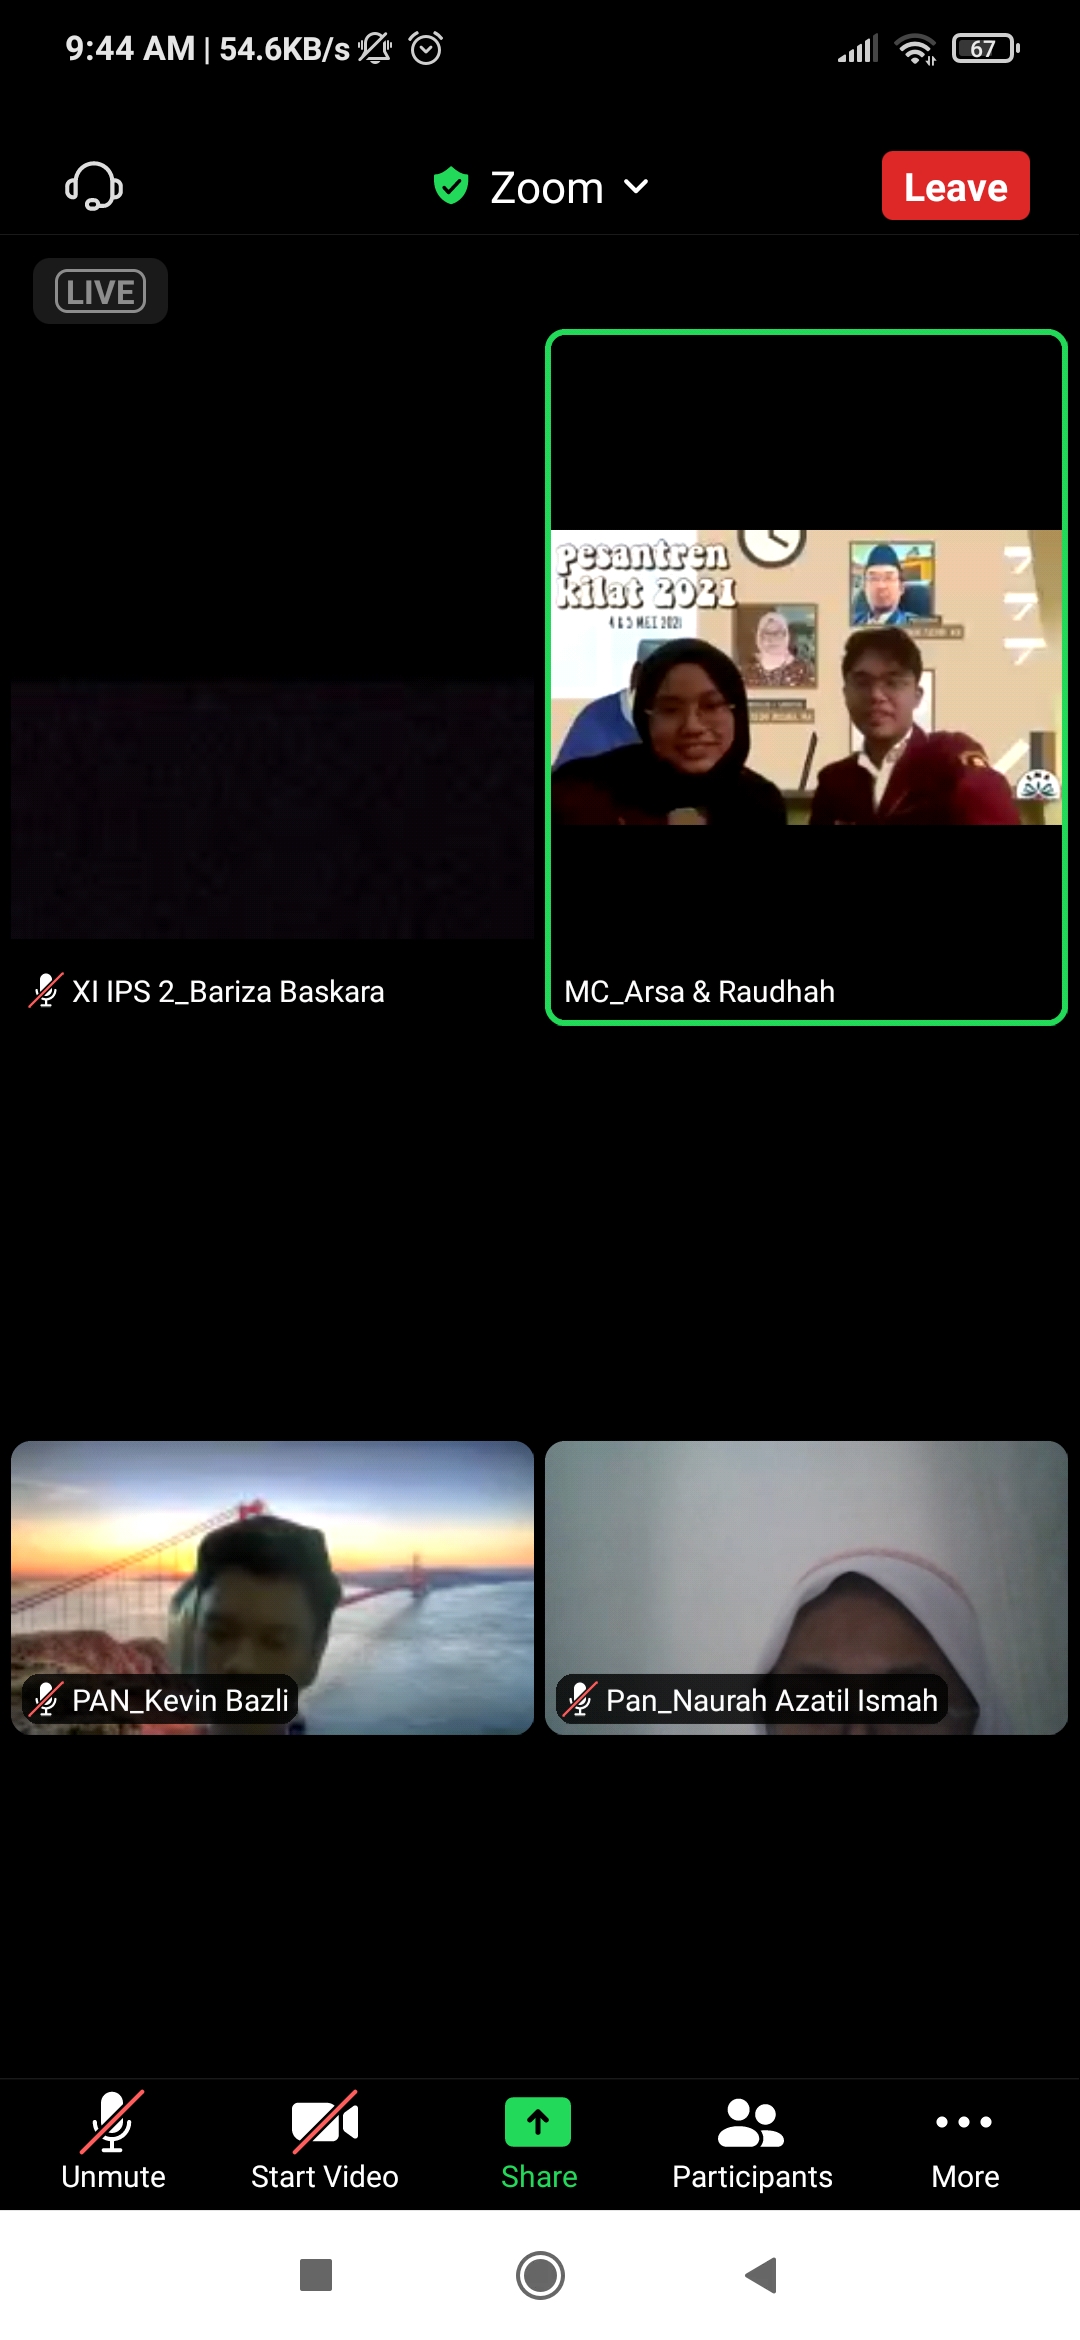 9:44 AM | 54.6KB/s
67
Zoom
Leave
LIVE
pesantren
kilat 2021
4 & 5 MEI 2021
XI IPS 2_Bariza Baskara
MC_Arsa & Raudhah
PAN_Kevin Bazli
Pan_Naurah Azatil Ismah
Unmute
Start Video
Share
Participants
More